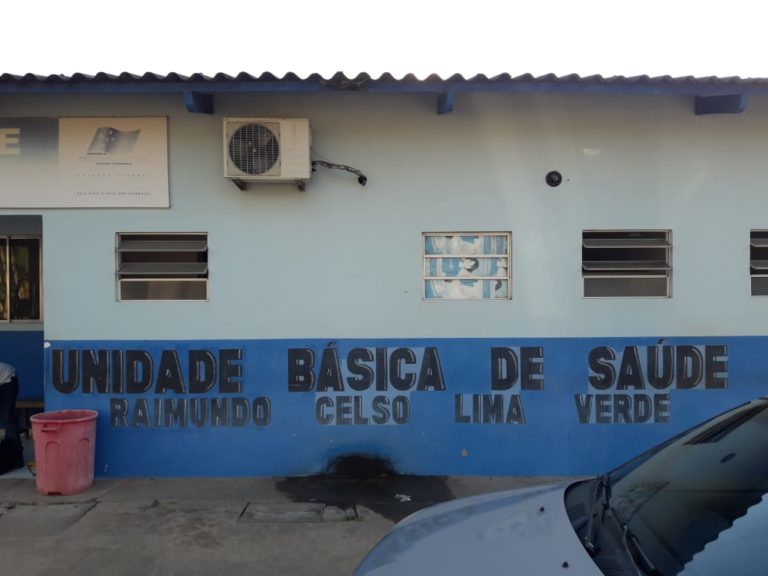 E
UNIDADE BÁSICA DE SAÚDE
RAIMUNDO CELSO LIMA VERDE